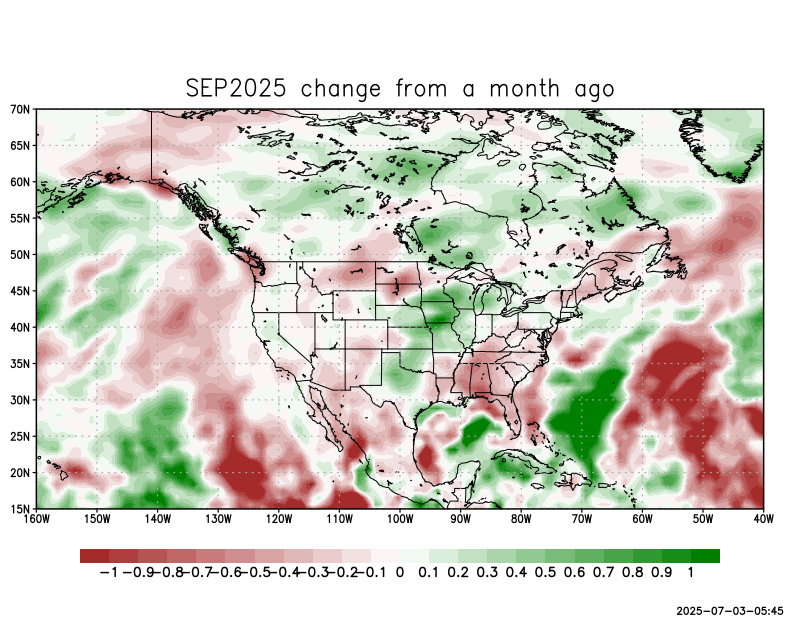 SEP2025 change from a month ago
70N
65N
60N
55N
50N
45N
40N
35N
30N
25N
20N
15N
160W 150W 140W 130W 120W 110W 100W 90W 80W 70W 60W 50W 40W
-1 -0.9 -0.8 -0.7 -0.6 -0.5 -0.4 -0.3 -0.2 -0.1 0 0.1 0.2 0.3 0.4 0.5 0.6 0.7 0.8 0.9 1
2025-07-03-05:45